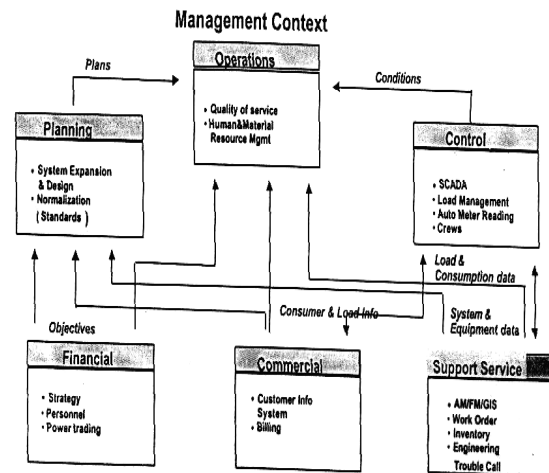 Management Context
Operations
• Quality of service
• Human&Material
Resource Mgmt
Plans
Conditions
Planning
• System Expansion
& Design
• Normalization
(Standards)
Control
• SCADA
• Load Management
• Auto Meter Reading
• Crews
Load &
Consumption data
Objectives
Consumer & Load Info
System &
Equipment data
Financial
• Strategy
• Personnel
• Power trading
Commercial
• Customer Info
System
• Billing
Support Service
• AM/FM/GIS
• Work Order
• Inventory
• Engineering
Trouble Call